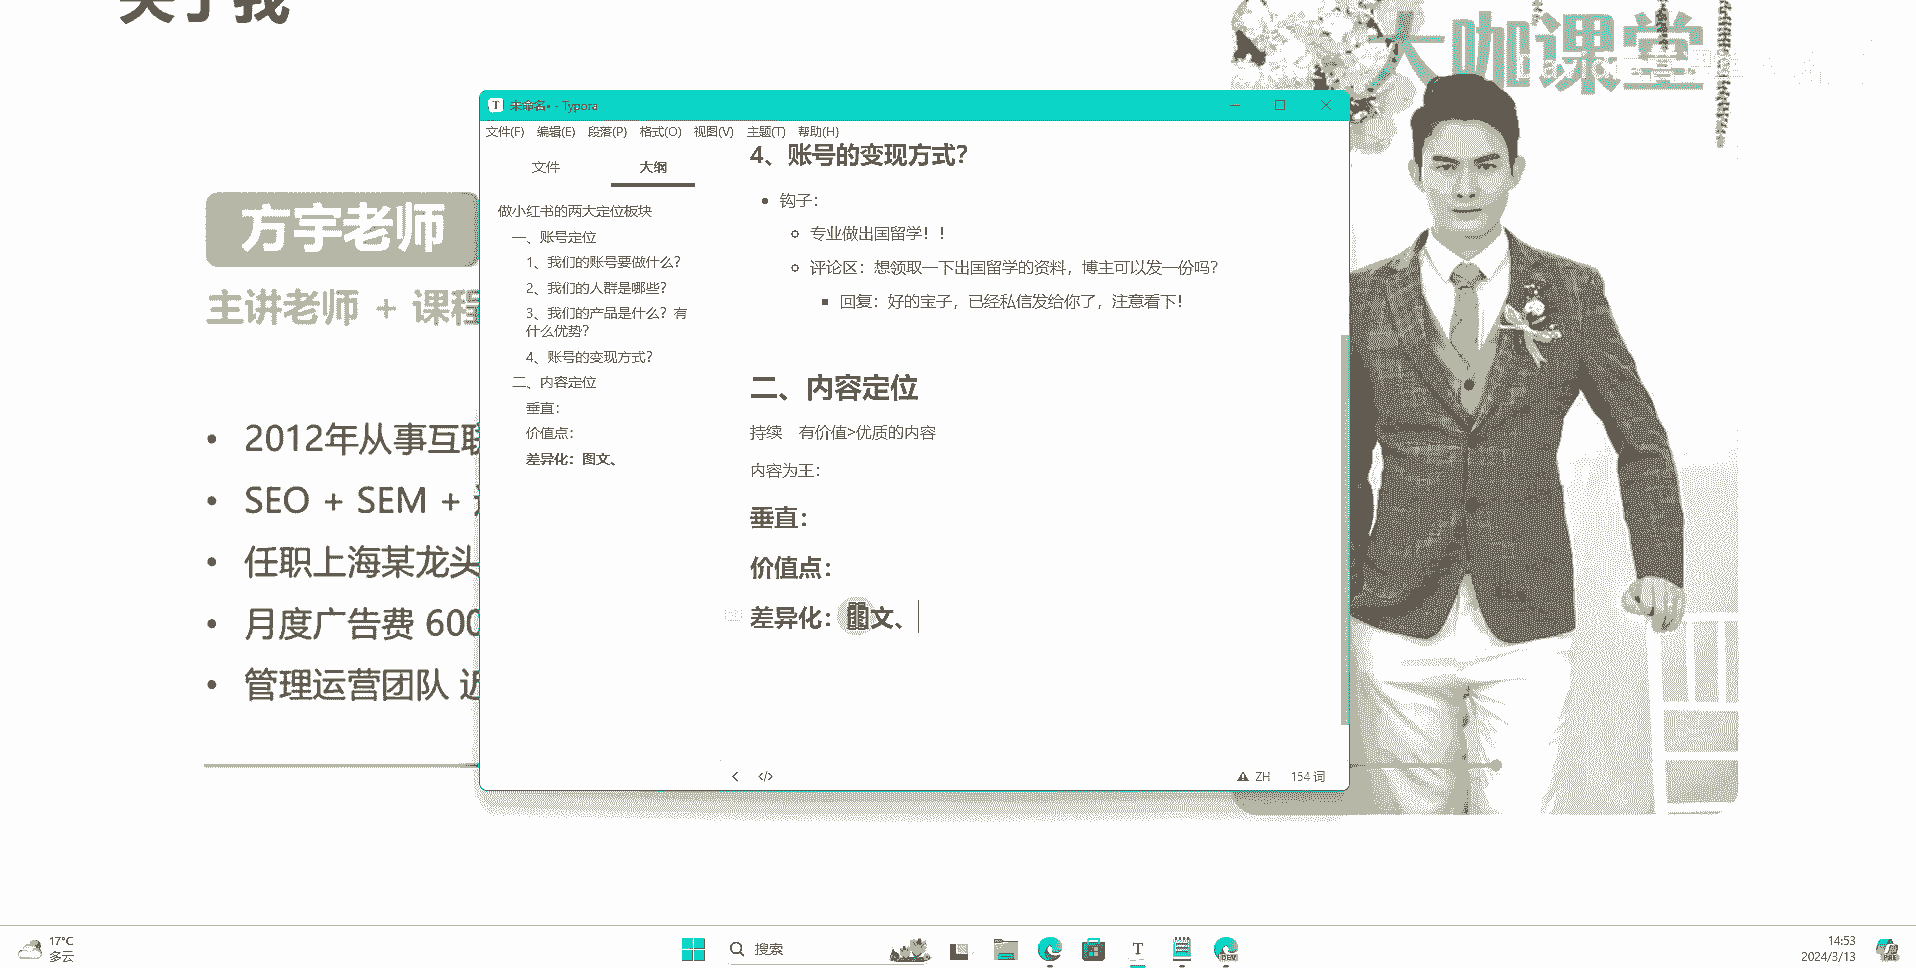 关于我
大咖课堂
方宇老师
主讲老师 + 课程
2012年从事互联
SEO + SEM +
任职上海某龙头
月度广告费 600
管理运营团队 近
未命名• - Typora
文件(F) 编辑(E) 段落(P) 格式(O) 视图(V) 主题(T) 帮助(H)
文件 大纲
做小红书的两大定位板块
一、账号定位
1、我们的账号要做什么？
2、我们的人群是哪些？
3、我们的产品是什么？有
什么优势？
4、账号的变现方式？
二、内容定位
垂直：
价值点：
差异化：图文、
4、账号的变现方式？
钩子：
专业做出国留学！！
评论区：想领取一下出国留学的资料，博主可以发一份吗？
回复：好的宝子，已经私信发给你了，注意看下！
二、内容定位
持续 有价值>优质的内容
内容为王：
垂直：
价值点：
差异化：图文、
ZH 154 词
17°C
多云
搜索
14:53
2024/3/13